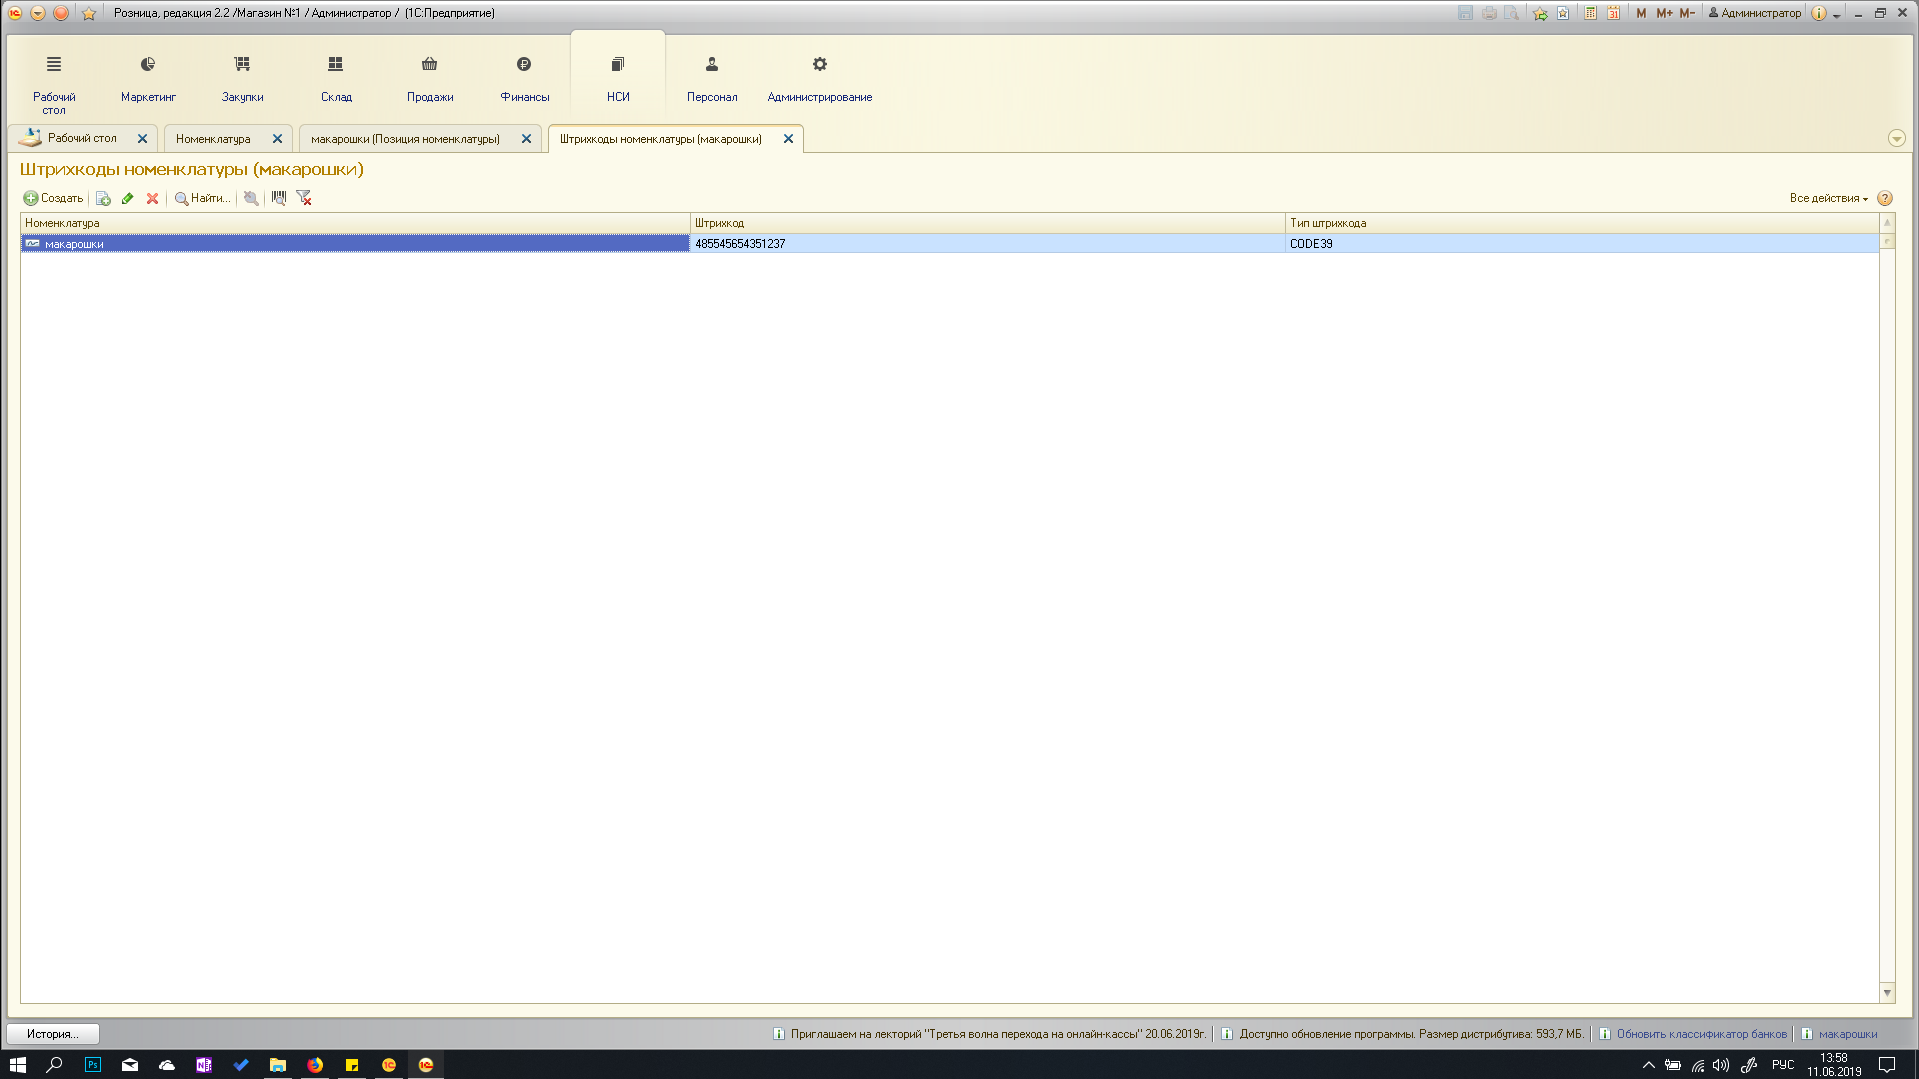 Розница, редакция 2.2 /Магазин №1 / Администратор / (1С:Предприятие)
M M+ M- Администратор
Рабочий стол
Маркетинг
Закупки
Склад
Продажи
Финансы
НСИ
Персонал
Администрирование
Рабочий стол
Номенклатура
макарошки (Позиция номенклатуры)
Штрихкоды номенклатуры (макарошки)
Штрихкоды номенклатуры (макарошки)
Создать
Найти...
Все действия
Номенклатура Штрихкод Тип штрихкода
макарошки 485545654351237 CODE39
История...
Приглашаем на лекторий "Третья волна перехода на онлайн-кассы" 20.06.2019г.
Доступно обновление программы. Размер дистрибутива: 593,7 МБ.
Обновить классификатор банков
макарошки
РУС
13:58
11.06.2019